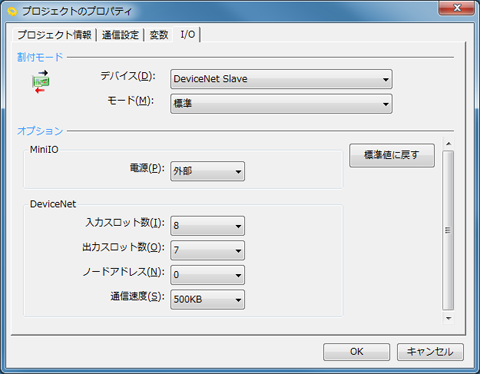 プロジェクトのプロパティ
プロジェクト情報 通信設定 変数 I/O
割付モード
デバイス(D): DeviceNet Slave
モード(M): 標準
オプション
MiniIO
標準値に戻す
電源(P): 外部
DeviceNet
入力スロット数(I): 8
出力スロット数(O): 7
ノードアドレス(N): 0
通信速度(S): 500KB
OK キャンセル